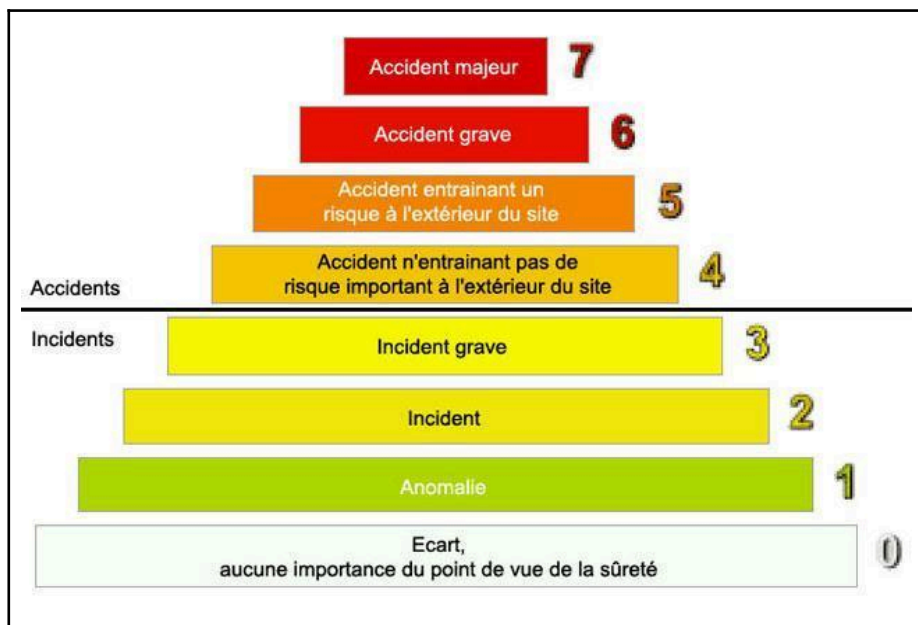 Accident majeur 7
Accident grave 6
Accident entrainant un
risque à l'extérieur du site 5
Accident n'entrainant pas de
risque important à l'extérieur du site 4
Accidents
Incidents
Incident grave 3
Incident 2
Anomalie 1
Ecart,
aucune importance du point de vue de la sûreté 0